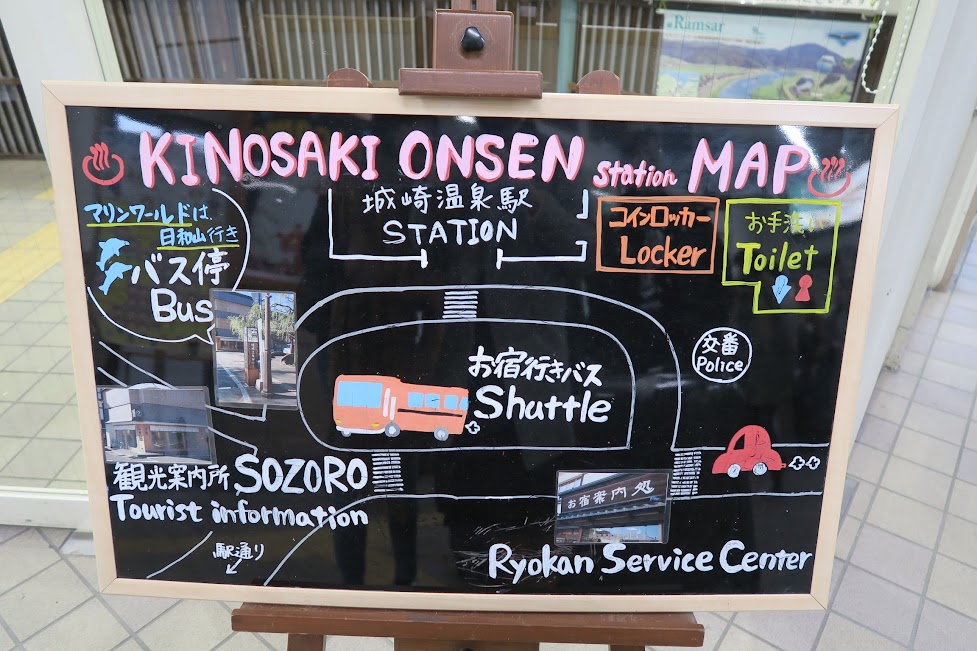 Ramsar
KINOSAKI ONSEN Station MAP
城崎温泉駅
STATION
コインロッカー
Locker
お手洗い
Toilet
マリンワールドは、
日和山行き
バス停
Bus
交番
Police
お宿行きバス
Shuttle
観光案内所 SOZORO
Tourist information
お宿案内処
Ryokan Service Center
駅通り